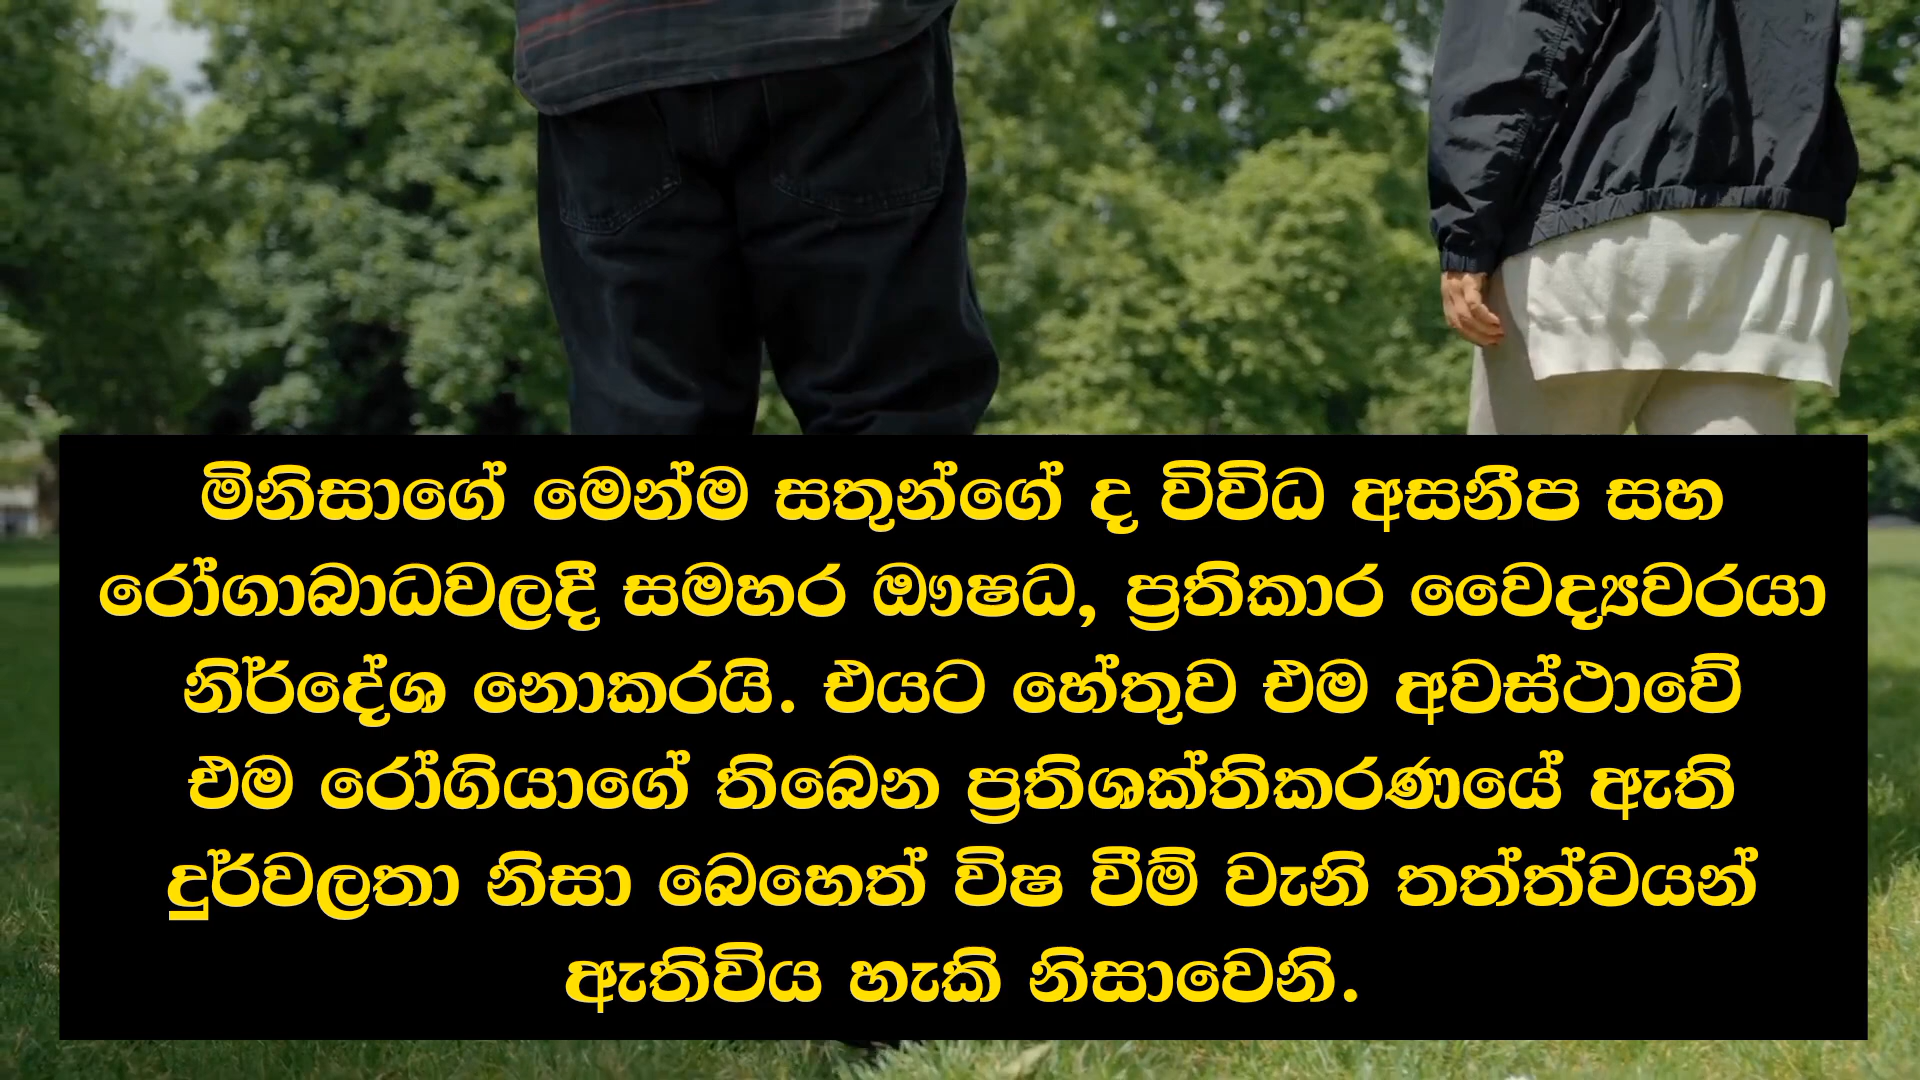 මිනිසාගේ මෙන්ම සතුන්ගේ ද විවිධ අසනීප සහ
රෝගාබාධවලදී සමහර ඖෂධ, ප්‍රතිකාර වෛද්‍යවරයා
නිර්දේශ නොකරයි. එයට හේතුව එම අවස්ථාවේ
එම රෝගියාගේ තිබෙන ප්‍රතිශක්තිකරණයේ ඇති
දුර්වලතා නිසා බෙහෙත් විෂ වීම් වැනි තත්ත්වයන්
ඇතිවිය හැකි නිසාවෙනි.